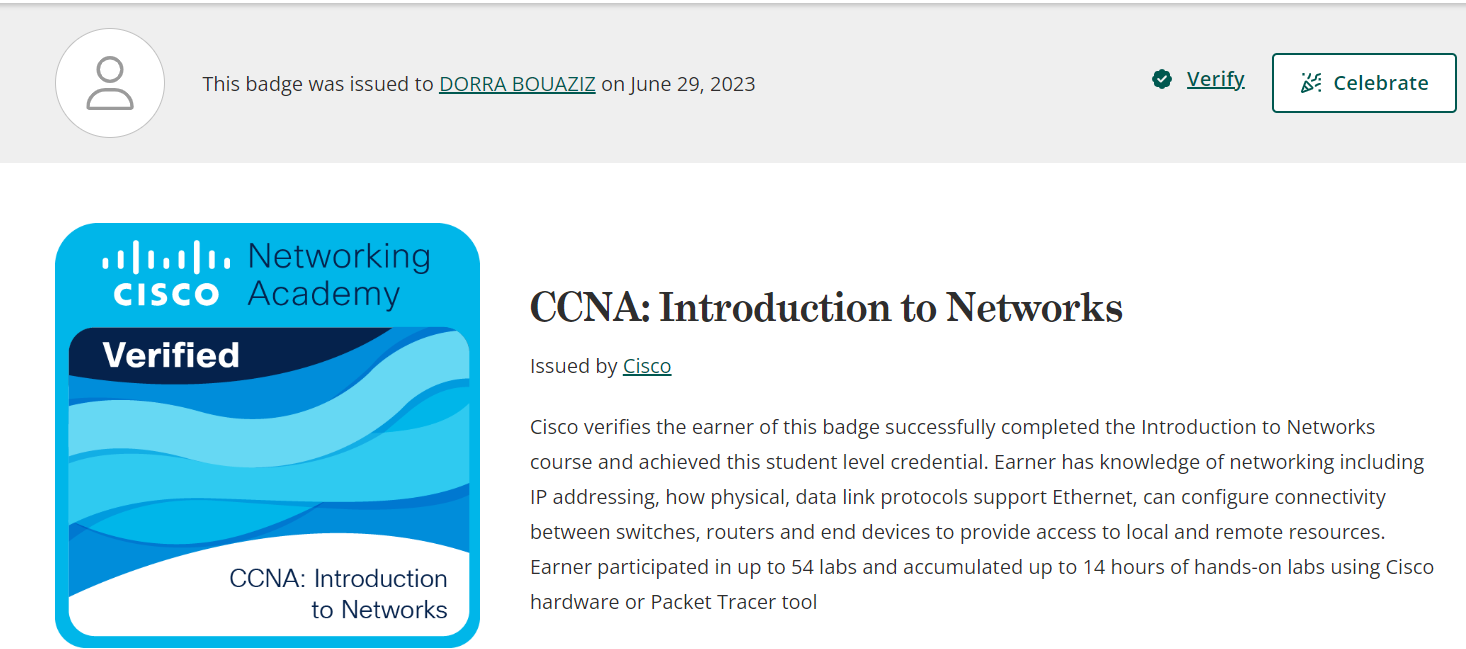 This badge was issued to DORRA BOUAZIZ on June 29, 2023
Verify
Celebrate
CISCO
Networking
Academy
Verified
CCNA: Introduction
to Networks
CCNA: Introduction to Networks
Issued by Cisco
Cisco verifies the earner of this badge successfully completed the Introduction to Networks
course and achieved this student level credential. Earner has knowledge of networking including
IP addressing, how physical, data link protocols support Ethernet, can configure connectivity
between switches, routers and end devices to provide access to local and remote resources.
Earner participated in up to 54 labs and accumulated up to 14 hours of hands-on labs using Cisco
hardware or Packet Tracer tool